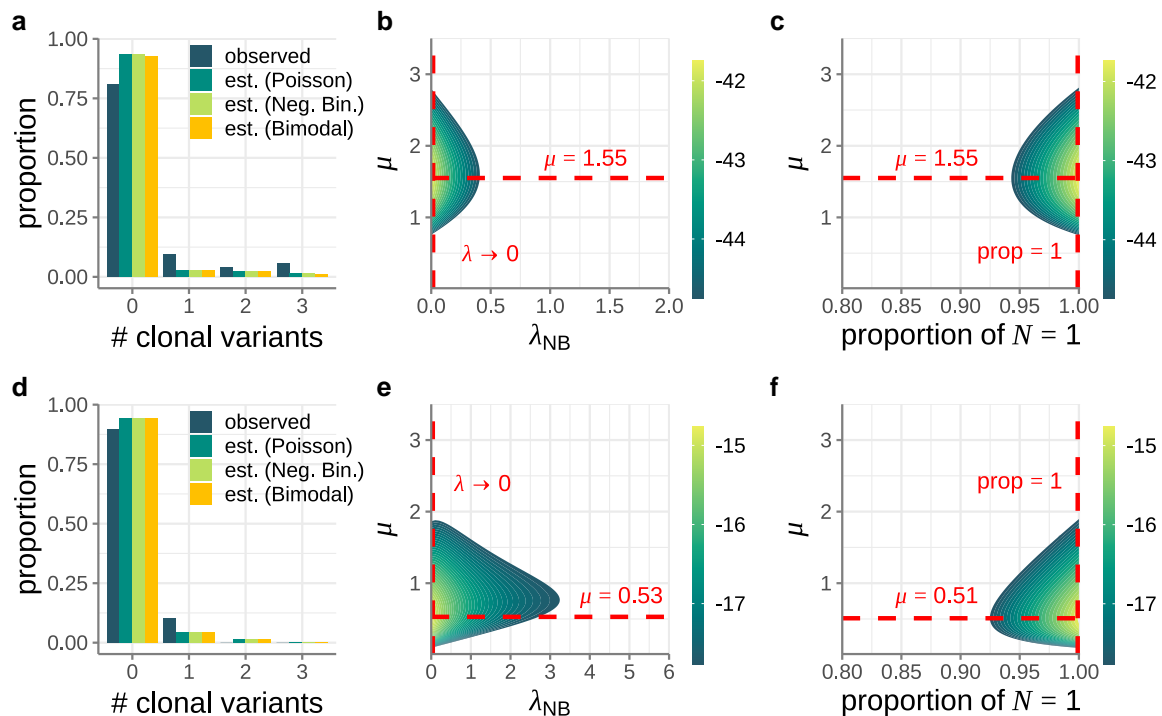 a
1.00
0.75
0.50
0.25
0.00
proportion
observed
est. (Poisson)
est. (Neg. Bin.)
est. (Bimodal)
0 1 2 3
# clonal variants
b
3
2
1
μ
μ = 1.55
λ → 0
0.0 0.5 1.0 1.5 2.0
λNB
-42
-43
-44
c
3
2
1
μ
μ = 1.55
prop = 1
0.80 0.85 0.90 0.95 1.00
proportion of N = 1
-42
-43
-44
d
1.00
0.75
0.50
0.25
0.00
proportion
observed
est. (Poisson)
est. (Neg. Bin.)
est. (Bimodal)
0 1 2 3
# clonal variants
e
3
2
1
μ
λ → 0
μ = 0.53
0 1 2 3 4 5 6
λNB
-15
-16
-17
f
3
2
1
μ
prop = 1
μ = 0.51
0.80 0.85 0.90 0.95 1.00
proportion of N = 1
-15
-16
-17